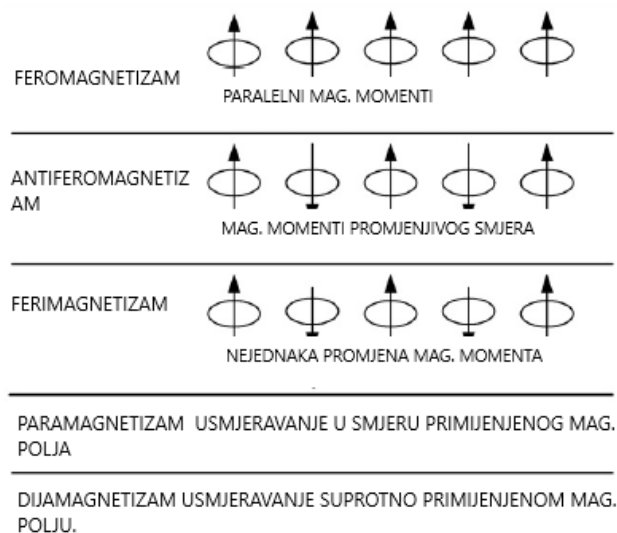 FEROMAGNETIZAM
PARALELNI MAG. MOMENTI
ANTIFEROMAGNETIZ
AM
MAG. MOMENTI PROMJENJIVOG SMJERA
FERIMAGNETIZAM
NEJEDNAKA PROMJENA MAG. MOMENTA
PARAMAGNETIZAM USMJERAVANJE U SMJERU PRIMIJENJENOG MAG.
POLJA
DIJAMAGNETIZAM USMJERAVANJE SUPROTNO PRIMIJENJENOM MAG.
POLJU.